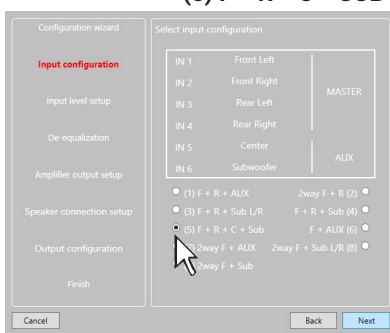 Configuration wizard
Input configuration
Input level setup
De-equalization
Amplifier output setup
Speaker connection setup
Output configuration
Finish
Select input configuration
IN 1 Front Left
IN 2 Front Right
IN 3 Rear Left
IN 4 Rear Right
MASTER
IN 5 Center
IN 6 Subwoofer
AUX
(1) F + R + AUX 2way F + R (2)
(3) F + R + Sub L/R F + R + Sub (4)
(5) F + R + C + Sub F + AUX (6)
2way F + AUX 2way F + Sub L/R (8)
2way F + Sub
Cancel Back Next